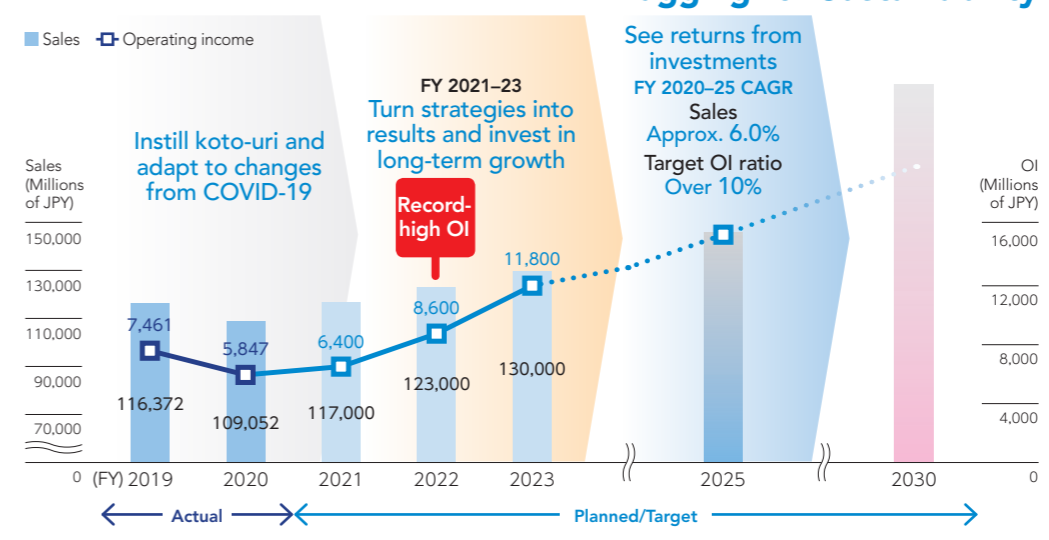 Sustainability
Sales
Operating income
Instill koto-uri and
adapt to changes
from COVID-19
FY 2021–23
Turn strategies into
results and invest in
long-term growth
Record-
high OI
See returns from
investments
FY 2020–25 CAGR
Sales
Approx. 6.0%
Target OI ratio
Over 10%
Sales
(Millions
of JPY)
150,000
130,000
110,000
90,000
70,000
0
OI
(Millions
of JPY)
16,000
12,000
8,000
4,000
0
7,461
5,847
6,400
8,600
11,800
116,372
109,052
117,000
123,000
130,000
(FY) 2019
2020
2021
2022
2023
2025
2030
Actual
Planned/Target